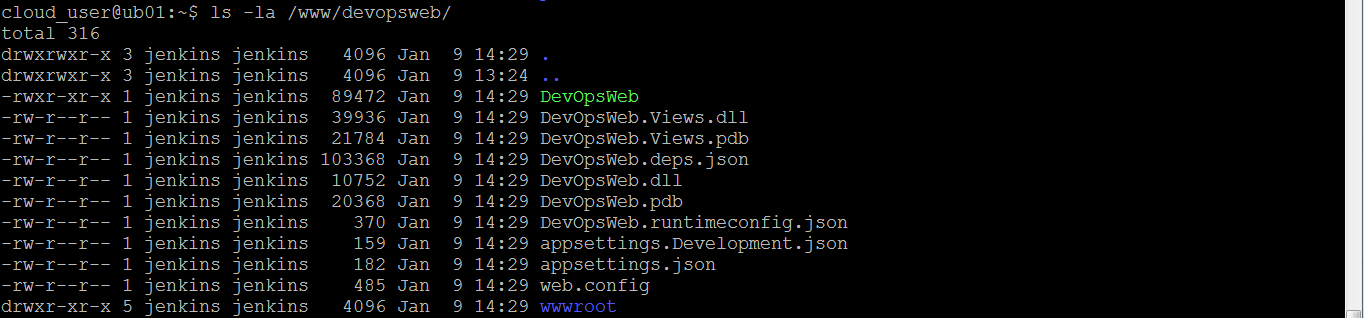 cloud_user@ub01:~$ ls -la /www/devopsweb/
total 316
drwxrwxr-x 3 jenkins jenkins   4096 Jan  9 14:29 .
drwxrwxr-x 3 jenkins jenkins   4096 Jan  9 13:24 ..
-rwxr-xr-x 1 jenkins jenkins  89472 Jan  9 14:29 DevOpsWeb
-rw-r--r-- 1 jenkins jenkins  39936 Jan  9 14:29 DevOpsWeb.Views.dll
-rw-r--r-- 1 jenkins jenkins  21784 Jan  9 14:29 DevOpsWeb.Views.pdb
-rw-r--r-- 1 jenkins jenkins 103368 Jan  9 14:29 DevOpsWeb.deps.json
-rw-r--r-- 1 jenkins jenkins  10752 Jan  9 14:29 DevOpsWeb.dll
-rw-r--r-- 1 jenkins jenkins  20368 Jan  9 14:29 DevOpsWeb.pdb
-rw-r--r-- 1 jenkins jenkins    370 Jan  9 14:29 DevOpsWeb.runtimeconfig.json
-rw-r--r-- 1 jenkins jenkins    159 Jan  9 14:29 appsettings.Development.json
-rw-r--r-- 1 jenkins jenkins    182 Jan  9 14:29 appsettings.json
-rw-r--r-- 1 jenkins jenkins    485 Jan  9 14:29 web.config
drwxr-xr-x 5 jenkins jenkins   4096 Jan  9 14:29 wwwroot